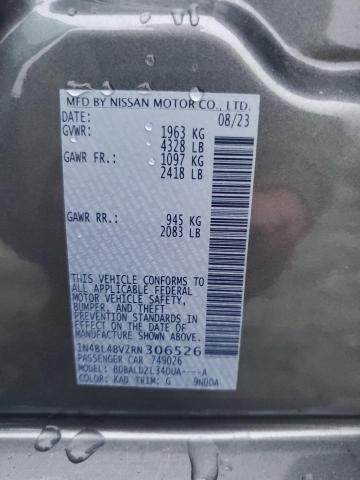 MFD BY NISSAN MOTOR CO., LTD.
DATE: 08/23
GVWR: 1963 KG
4328 LB
GAWR FR.: 1097 KG
2418 LB
GAWR RR.: 945 KG
2083 LB
THIS VEHICLE CONFORMS TO ALL
APPLICABLE U.S. FEDERAL
MOTOR VEHICLE SAFETY,
BUMPER, AND THEFT
PREVENTION STANDARDS
IN EFFECT ON THE DATE OF
MANUFACTURE SHOWN ABOVE.
1N4BL4BV2RN306526
PASSENGER CAR 749026
MODEL: BDBALDZL34DUA----A
COLOR: KAD TRIM: G 9N00A